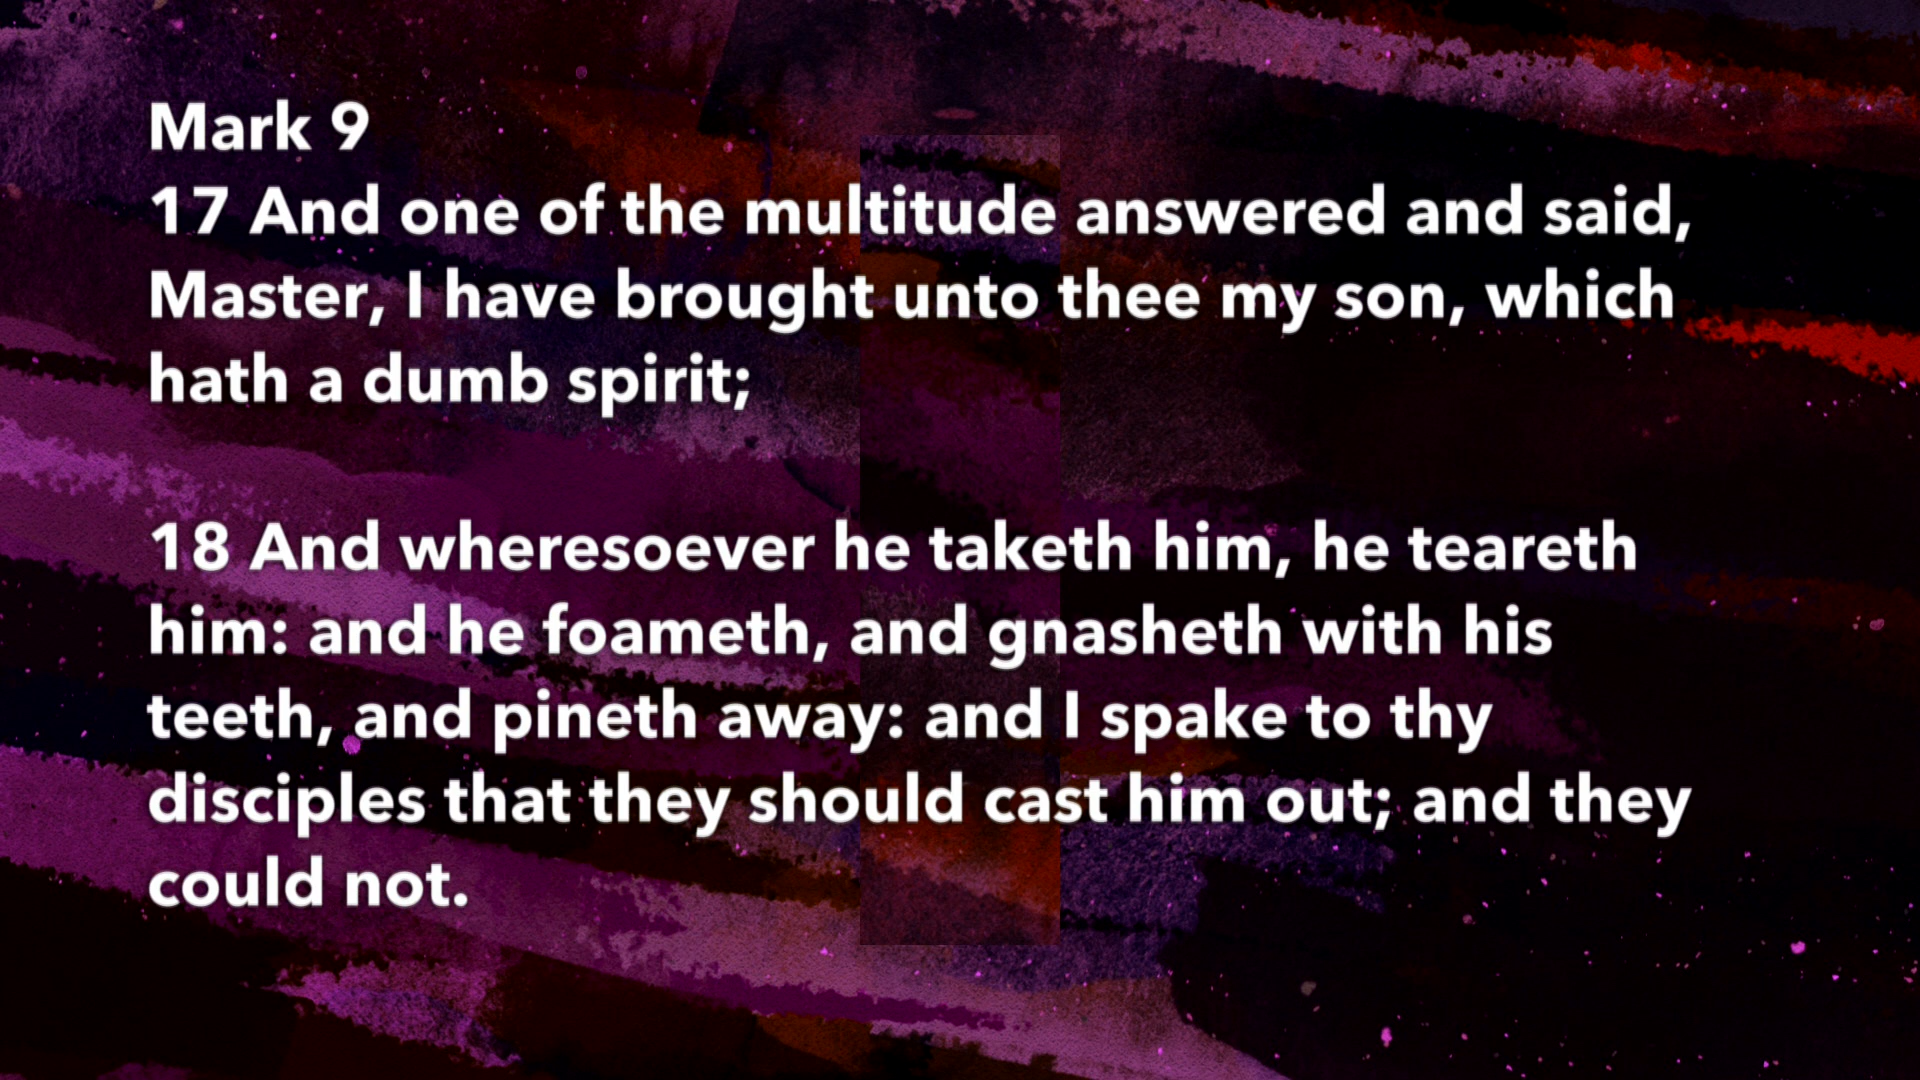 Mark 9
17 And one of the multitude answered and said,
Master, I have brought unto thee my son, which
hath a dumb spirit;
18 And wheresoever he taketh him, he teareth
him: and he foameth, and gnasheth with his
teeth, and pineth away: and I spake to thy
disciples that they should cast him out; and they
could not.